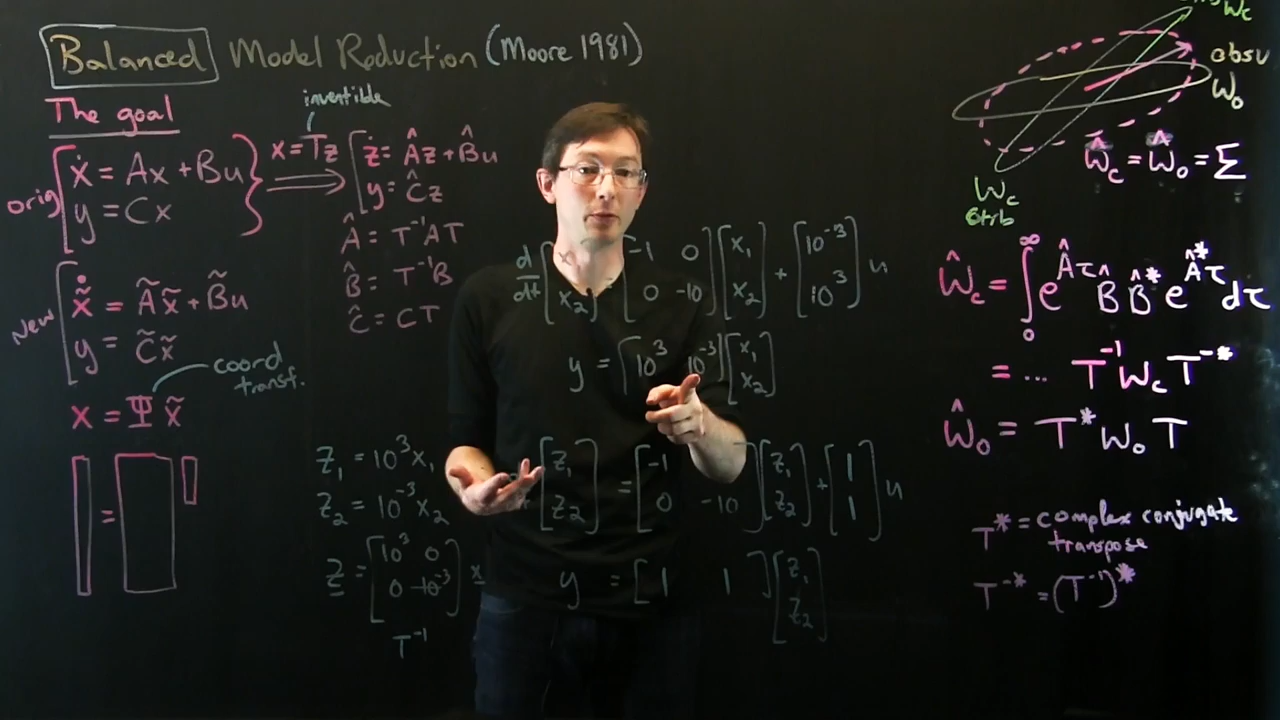 Balanced Model Reduction (Moore 1981)
The goal
invertible
orig
ẋ = Ax + Bu
y = Cx
x = Tz
ż = Âz + B̂u
y = Ĉz
Â = T⁻¹AT
B̂ = T⁻¹B
Ĉ = CT
New
x̃̇ = Ãx̃ + B̃u
y = C̃x̃
x = Ψx̃
coord
transf.
=
d/dt [x₁ x₂] [-1 0; 0 -10] [x₁; x₂] + [10⁻³; 10³] u
y = [10³ 10⁻³] [x₁; x₂]
z₁ = 10³x₁
z₂ = 10⁻³x₂
z = [10³ 0; 0 10⁻³] x
T⁻¹
[z₁; z₂] = [-1; 0 -10] [z₁; z₂] + [1; 1] u
y = [1 1] [z₁; z₂]
Wc
obsv
Wo
Wc
ctrb
Ŵc = Ŵo = Σ
Ŵc = ∫₀^∞ e^{Âτ} B̂ B̂* e^{Â*τ} dτ
= ... T⁻¹ Wc T⁻*
Ŵo = T* Wo T
T* = complex conjugate
transpose
T⁻* = (T⁻¹)*